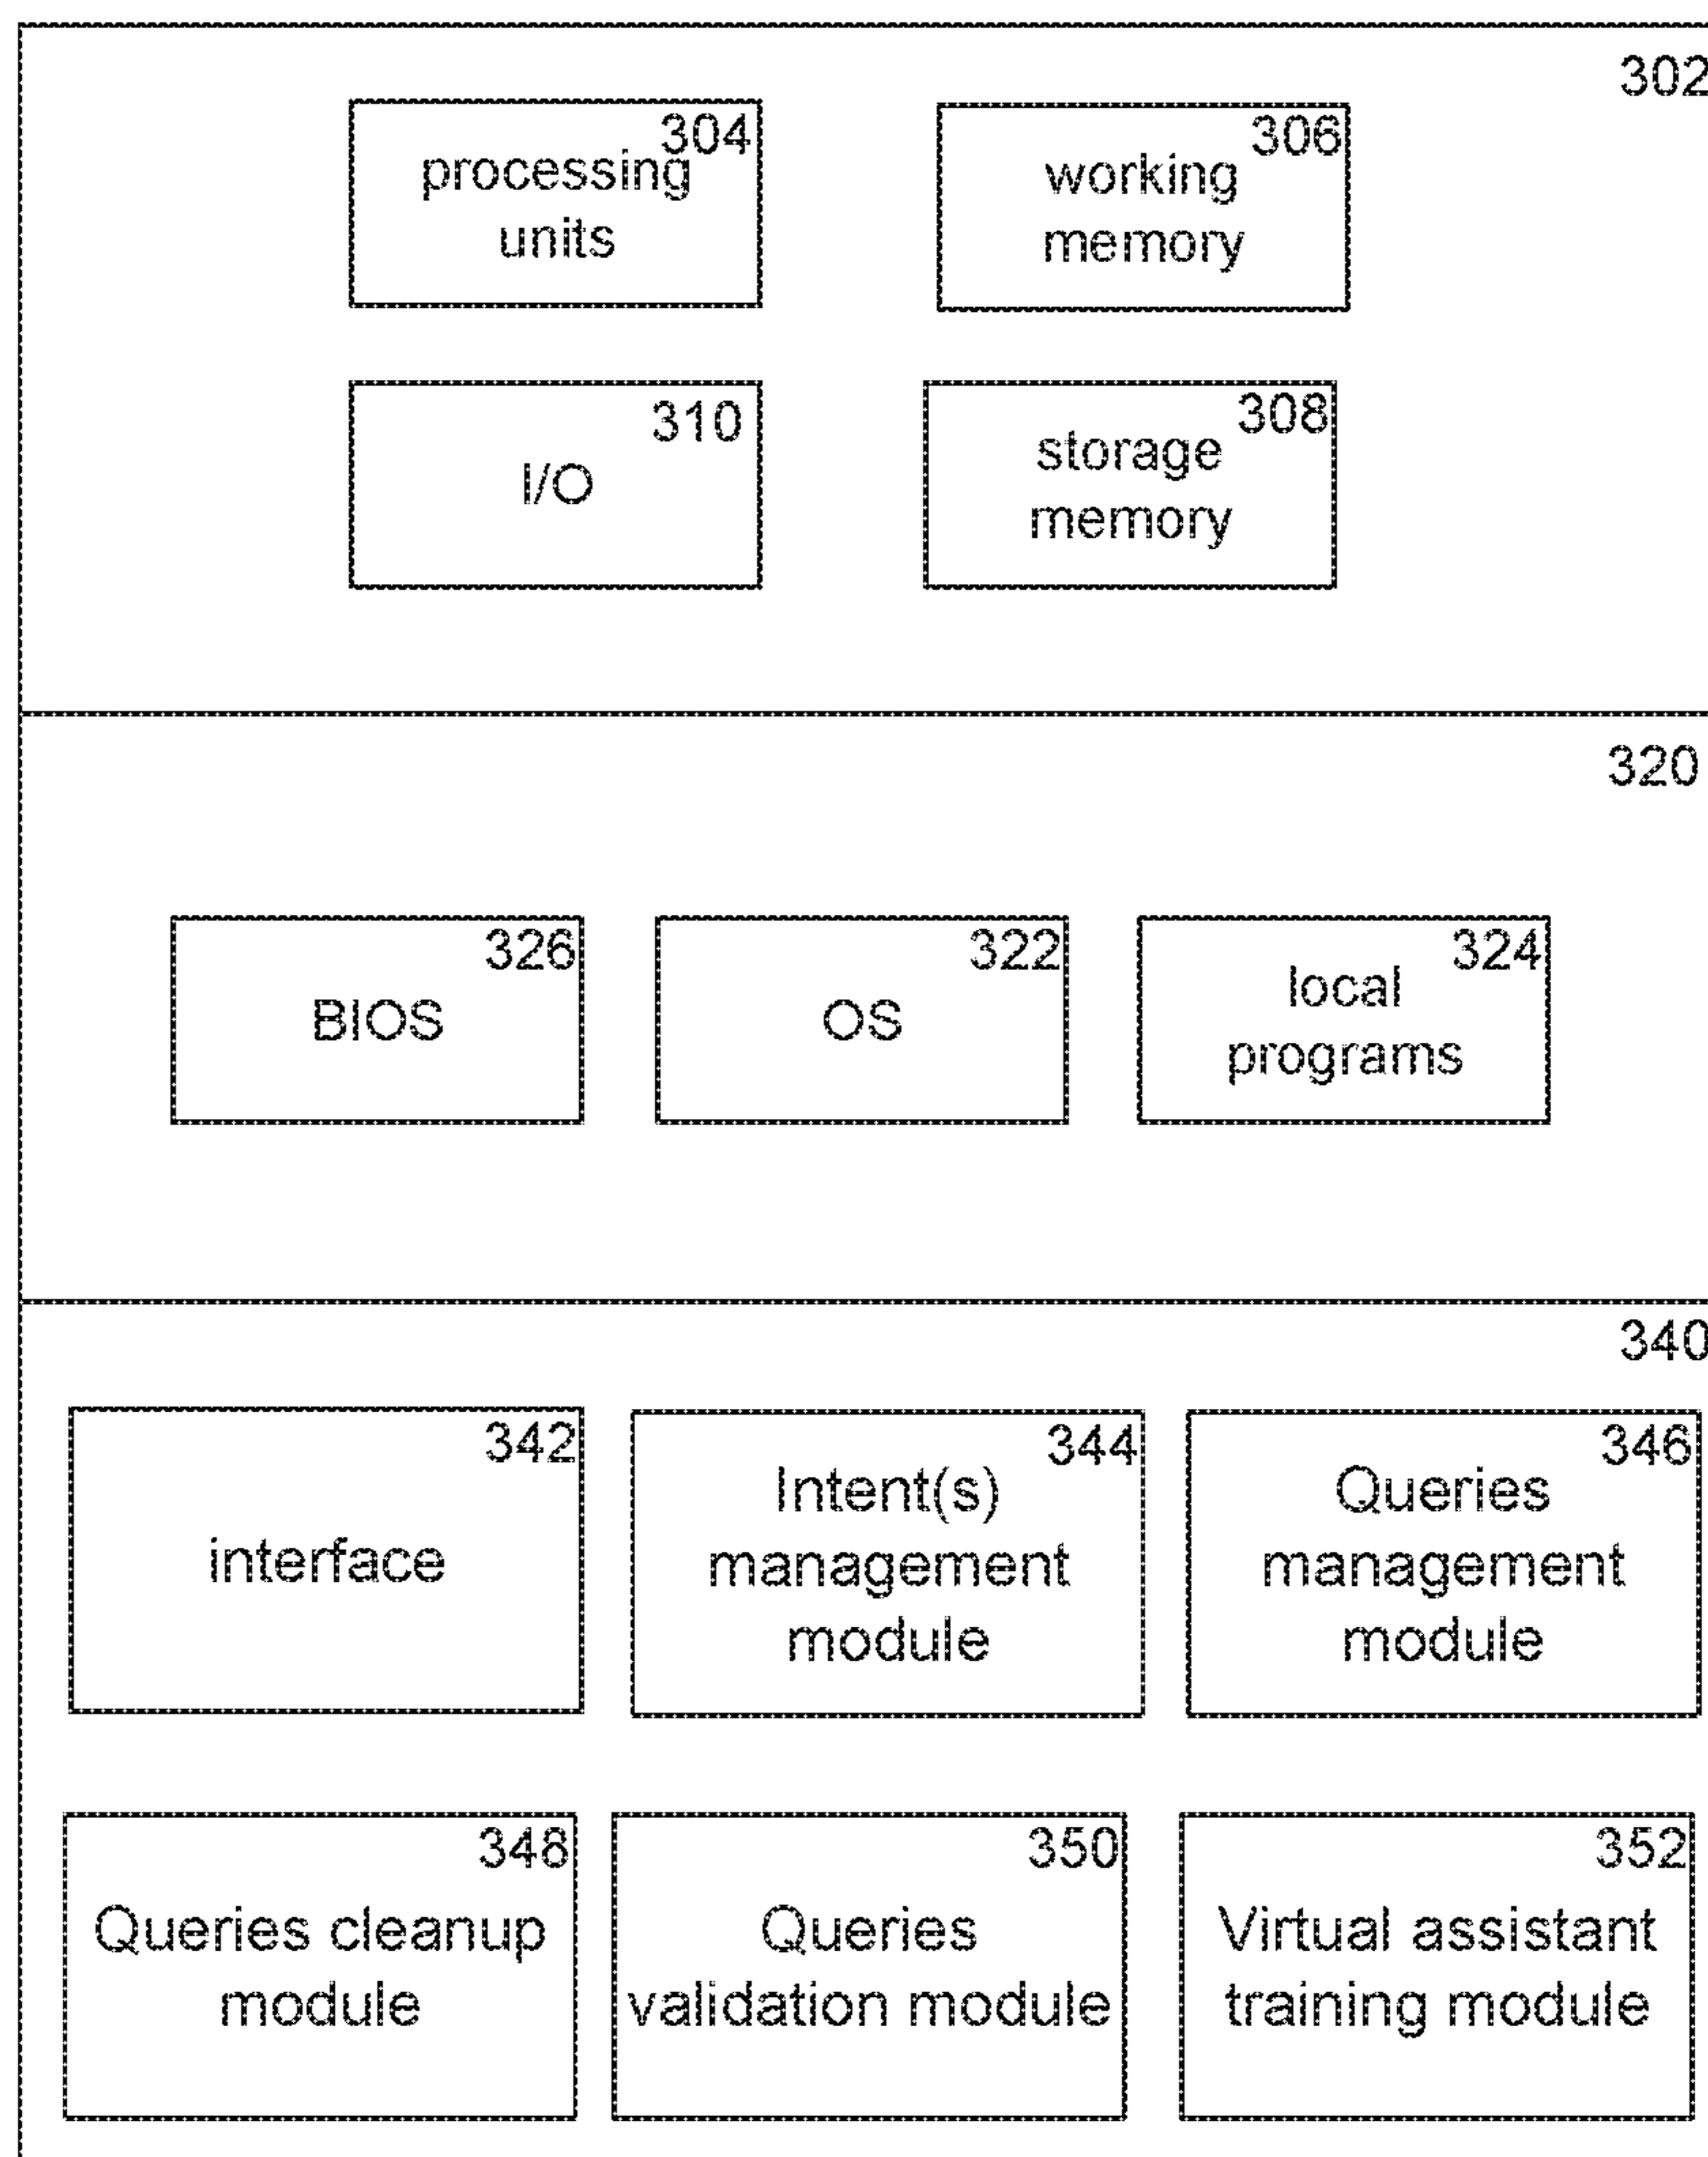 302
304
processing
units
306
working
memory
310
I/O
308
storage
memory
320
326
BIOS
322
OS
324
local
programs
340
342
interface
344
Intent(s)
management
module
346
Queries
management
module
348
Queries cleanup
module
350
Queries
validation module
352
Virtual assistant
training module